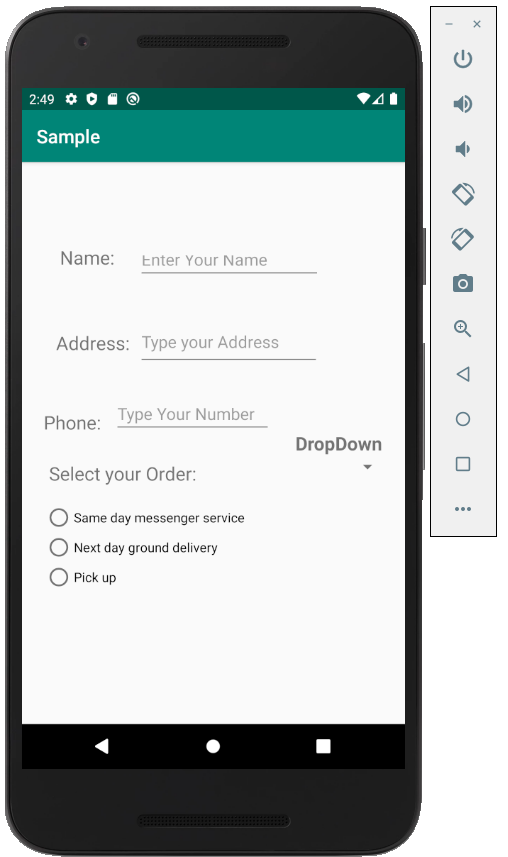 2:49
Sample
Name: Enter Your Name
Address: Type your Address
Phone: Type Your Number
DropDown
Select your Order:
Same day messenger service
Next day ground delivery
Pick up